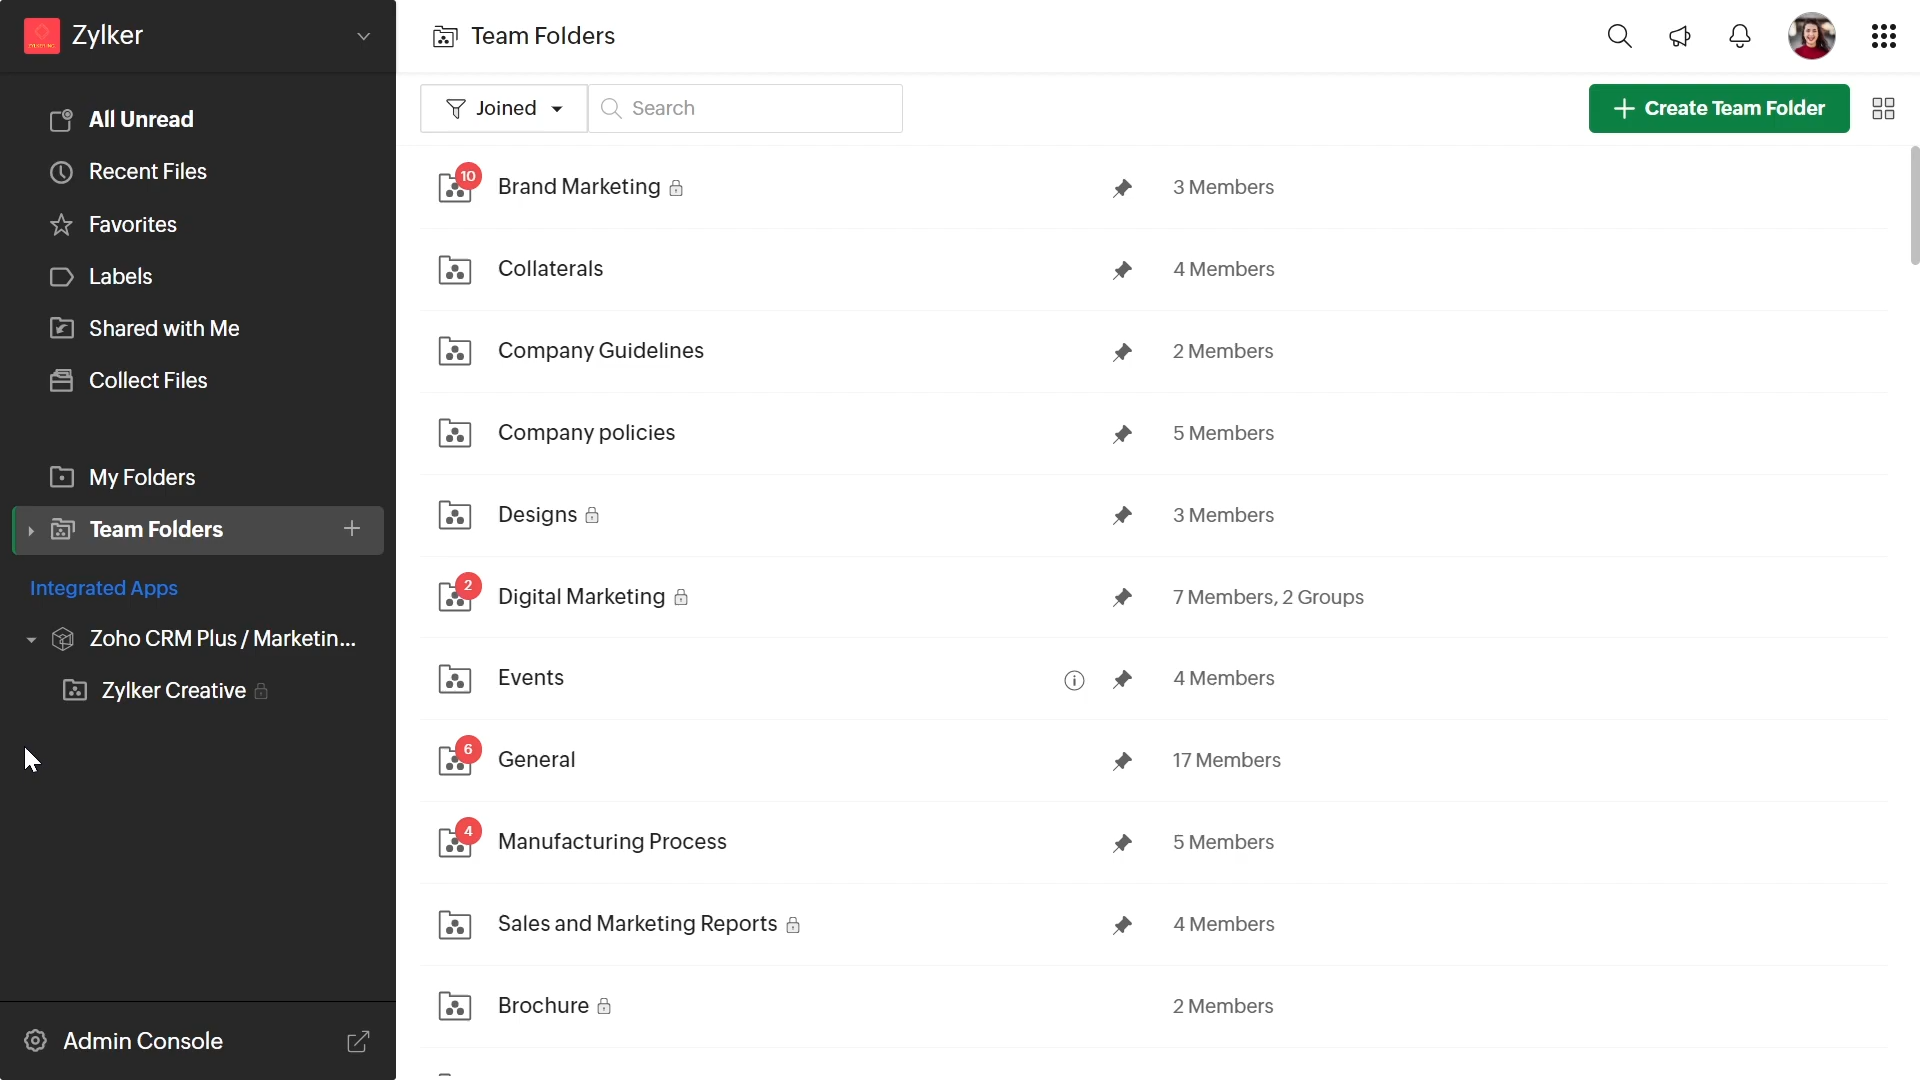 Zylker
Team Folders
All Unread
Recent Files
Favorites
Labels
Shared with Me
Collect Files
My Folders
Team Folders
Integrated Apps
Zoho CRM Plus / Marketin...
Zylker Creative
Admin Console
Joined
Search
Create Team Folder
10
Brand Marketing
3 Members
Collaterals
4 Members
Company Guidelines
2 Members
Company policies
5 Members
Designs
3 Members
2
Digital Marketing
7 Members, 2 Groups
Events
4 Members
6
General
17 Members
4
Manufacturing Process
5 Members
Sales and Marketing Reports
4 Members
Brochure
2 Members